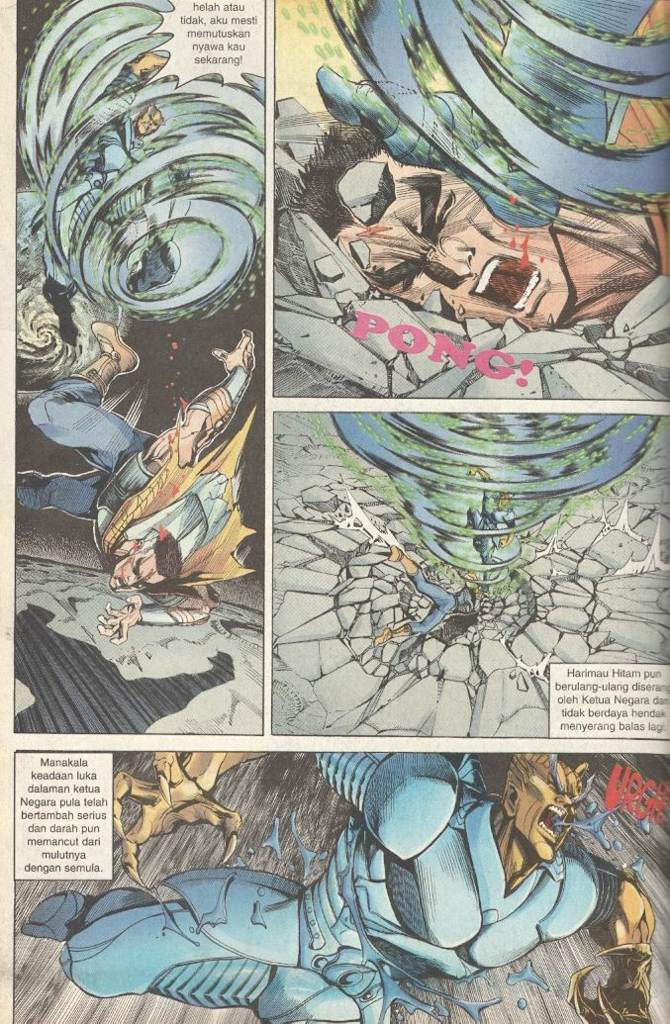 helah atau
tidak, aku mesti
memutuskan
nyawa kau
sekarang!
PONG!
Harimau Hitam pun
berulang-ulang diserang
oleh Ketua Negara dan
tidak berdaya hendak
menyerang balas lagi.
Manakala
keadaan luka
dalaman ketua
Negara pula telah
bertambah serius
dan darah pun
memancut dari
mulutnya
dengan semula.